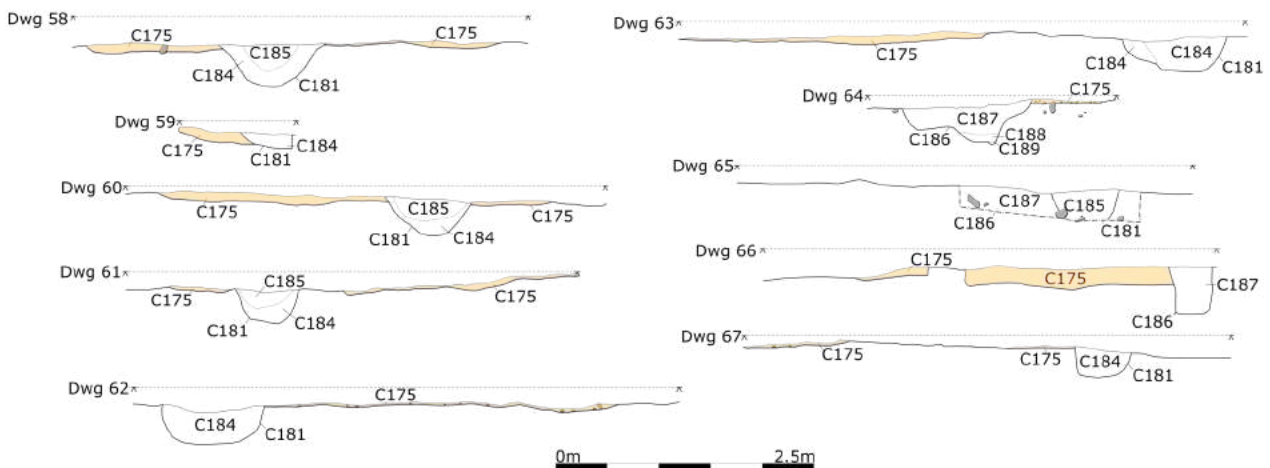 Dwg 58
C175
C175
C185
C184
C181
Dwg 59
C175
C181
C184
Dwg 60
C175
C185
C175
C181
C184
Dwg 61
C185
C175
C175
C181
C184
Dwg 62
C175
C184
C181
Dwg 63
C175
C184
C184
C181
Dwg 64
C175
C187
C186
C188
C189
Dwg 65
C187
C185
C186
C181
Dwg 66
C175
C175
C187
C186
Dwg 67
C175
C175
C184
C181
0m
2.5m